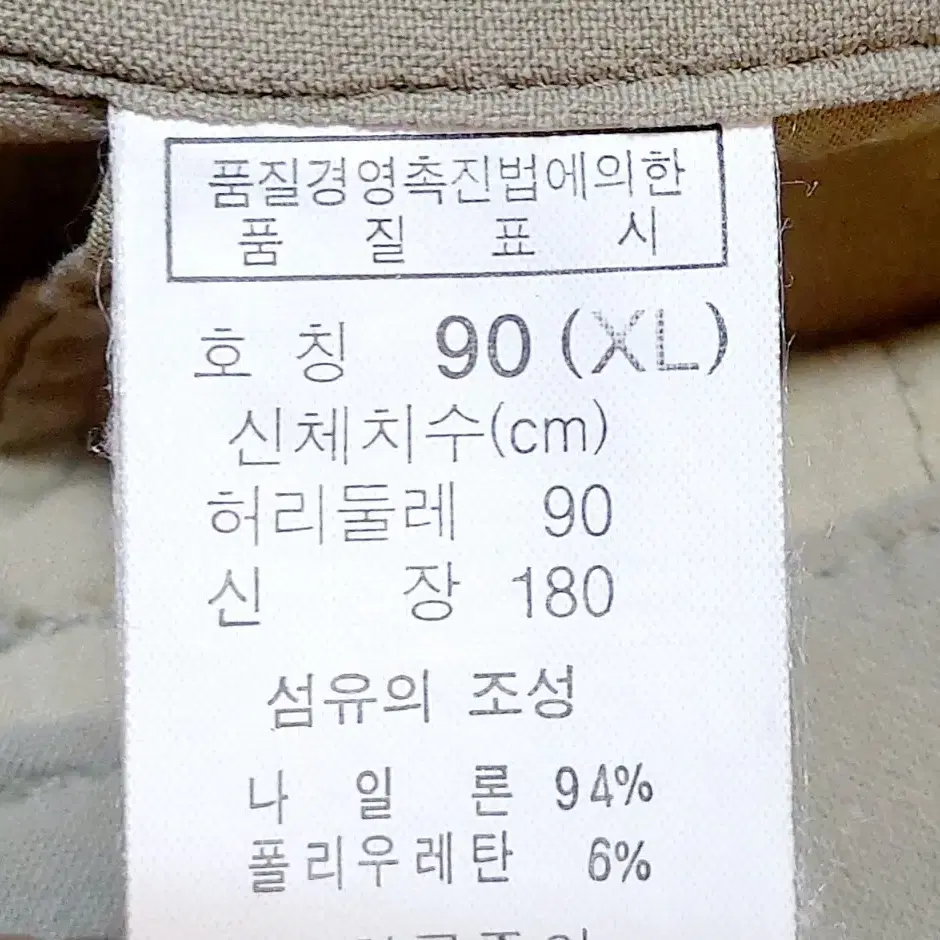 품질경영촉진법에의한
품 질 표 시
호 칭 90 (XL)
신체치수(cm)
허리둘레 90
신 장 180
섬유의 조성
나 일 론 94%
폴리우레탄 6%